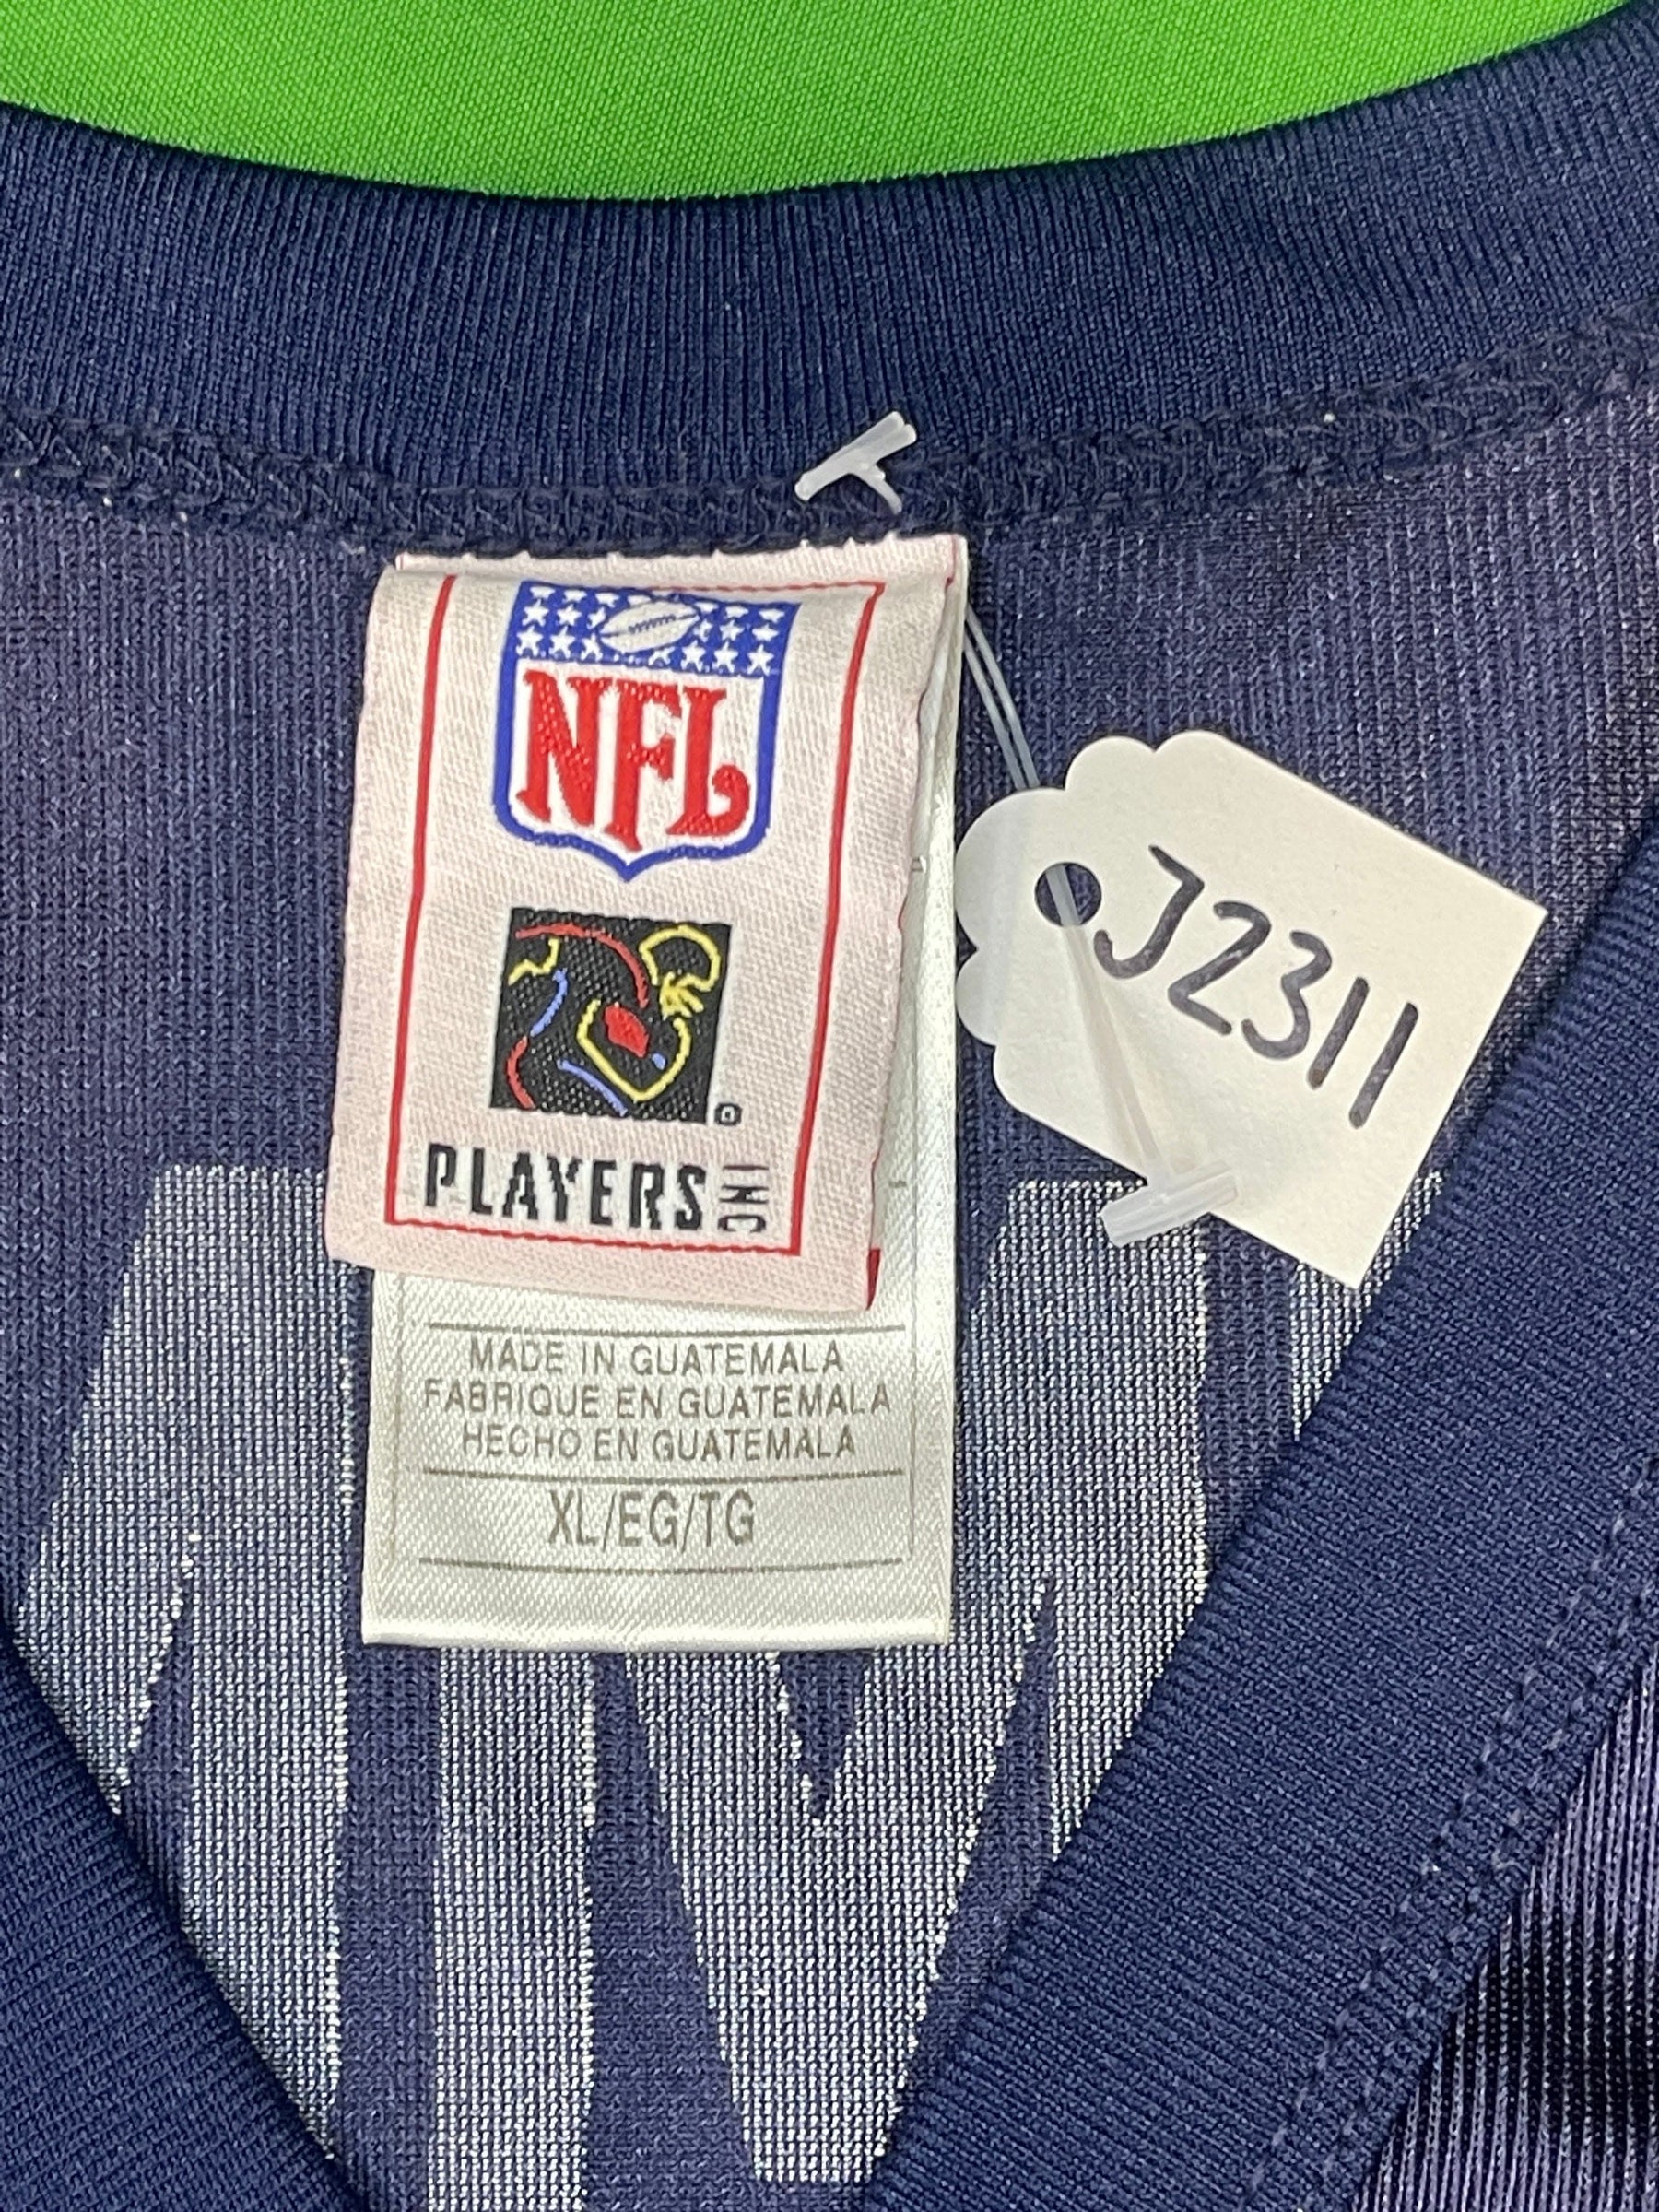 NFL
PLAYERS INC
J2311
MADE IN GUATEMALA
FABRIQUE EN GUATEMALA
HECHO EN GUATEMALA
XL/EG/TG